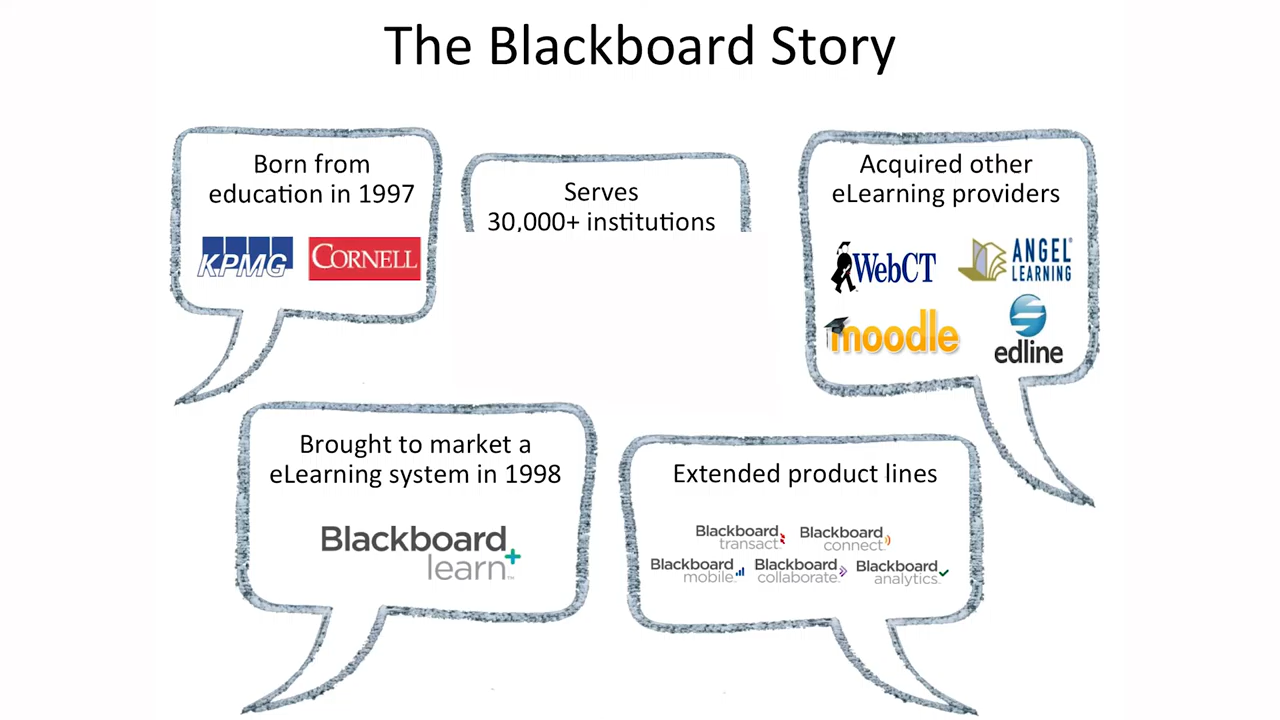 The Blackboard Story
Born from
education in 1997
KPMG
CORNELL
Serves
30,000+ institutions
Acquired other
eLearning providers
WebCT
ANGEL
LEARNING
moodle
edline
Brought to market a
eLearning system in 1998
Blackboard
learn+™
Extended product lines
Blackboard
transact
Blackboard
connect
Blackboard
mobile
Blackboard
collaborate
Blackboard
analytics